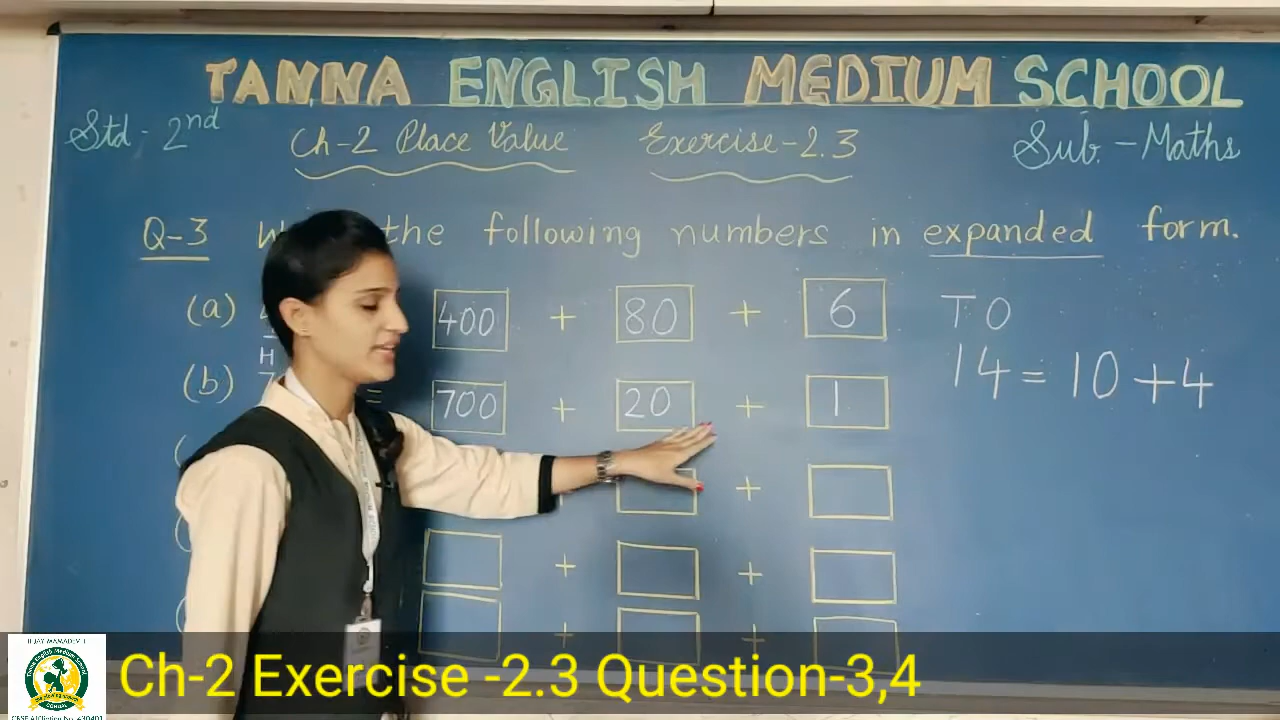 TANNA ENGLISH MEDIUM SCHOOL
Std - 2nd Ch-2 Place Value Exercise-2.3 Sub. - Maths
Q-3 the following numbers in expanded form.
(a) 400 + 80 + 6 T O
H 14 = 10 + 4
(b) 7 = 700 + 20 + 1
+
+ +
+ +
Ch-2 Exercise -2.3 Question-3,4